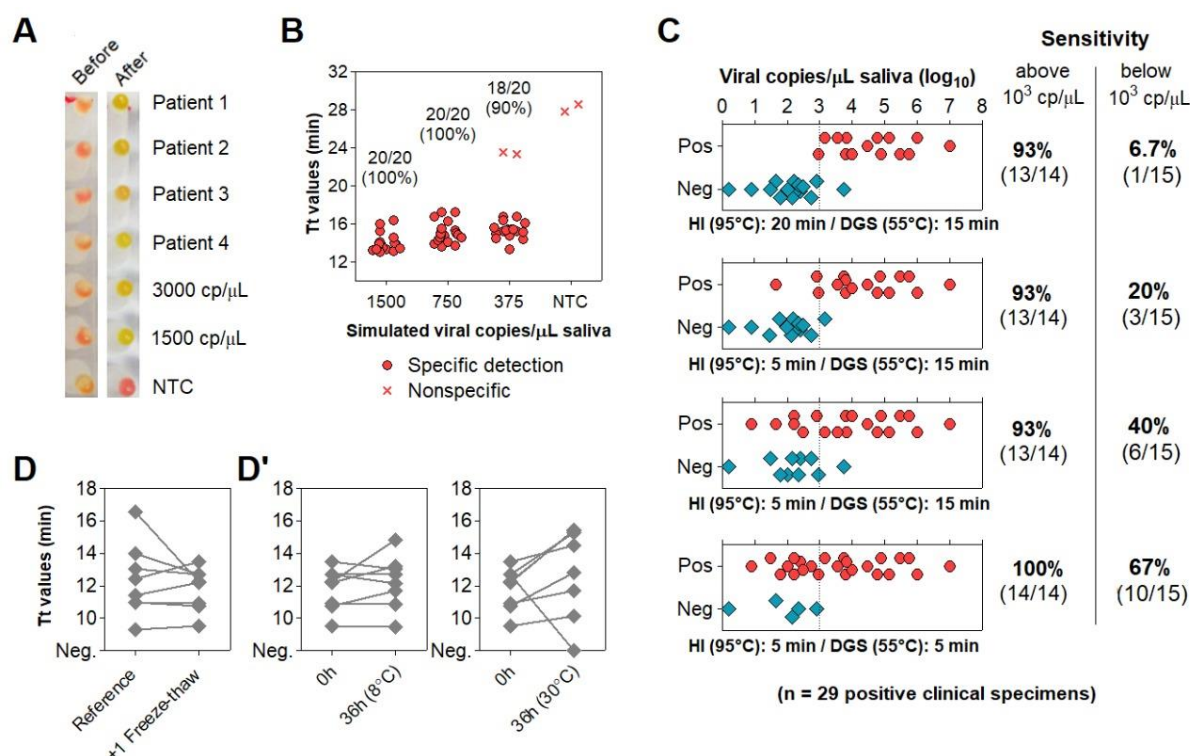 A
Before
After
Patient 1
Patient 2
Patient 3
Patient 4
3000 cp/μL
1500 cp/μL
NTC
B
Tt values (min)
32
28
24
20
16
12
20/20
(100%)
20/20
(100%)
18/20
(90%)
1500
750
375
NTC
Simulated viral copies/μL saliva
Specific detection
Nonspecific
C
Sensitivity
Viral copies/μL saliva (log10)
above
10³ cp/μL
below
10³ cp/μL
0 1 2 3 4 5 6 7 8
Pos
Neg
93%
(13/14)
6.7%
(1/15)
HI (95°C): 20 min / DGS (55°C): 15 min
Pos
Neg
93%
(13/14)
20%
(3/15)
HI (95°C): 5 min / DGS (55°C): 15 min
Pos
Neg
93%
(13/14)
40%
(6/15)
HI (95°C): 5 min / DGS (55°C): 15 min
Pos
Neg
100%
(14/14)
67%
(10/15)
HI (95°C): 5 min / DGS (55°C): 5 min
(n = 29 positive clinical specimens)
D
Tt values (min)
18
16
14
12
10
Neg.
Reference
+1 Freeze-thaw
D'
18
16
14
12
10
Neg.
0h
36h (8°C)
18
16
14
12
10
Neg.
0h
36h (30°C)